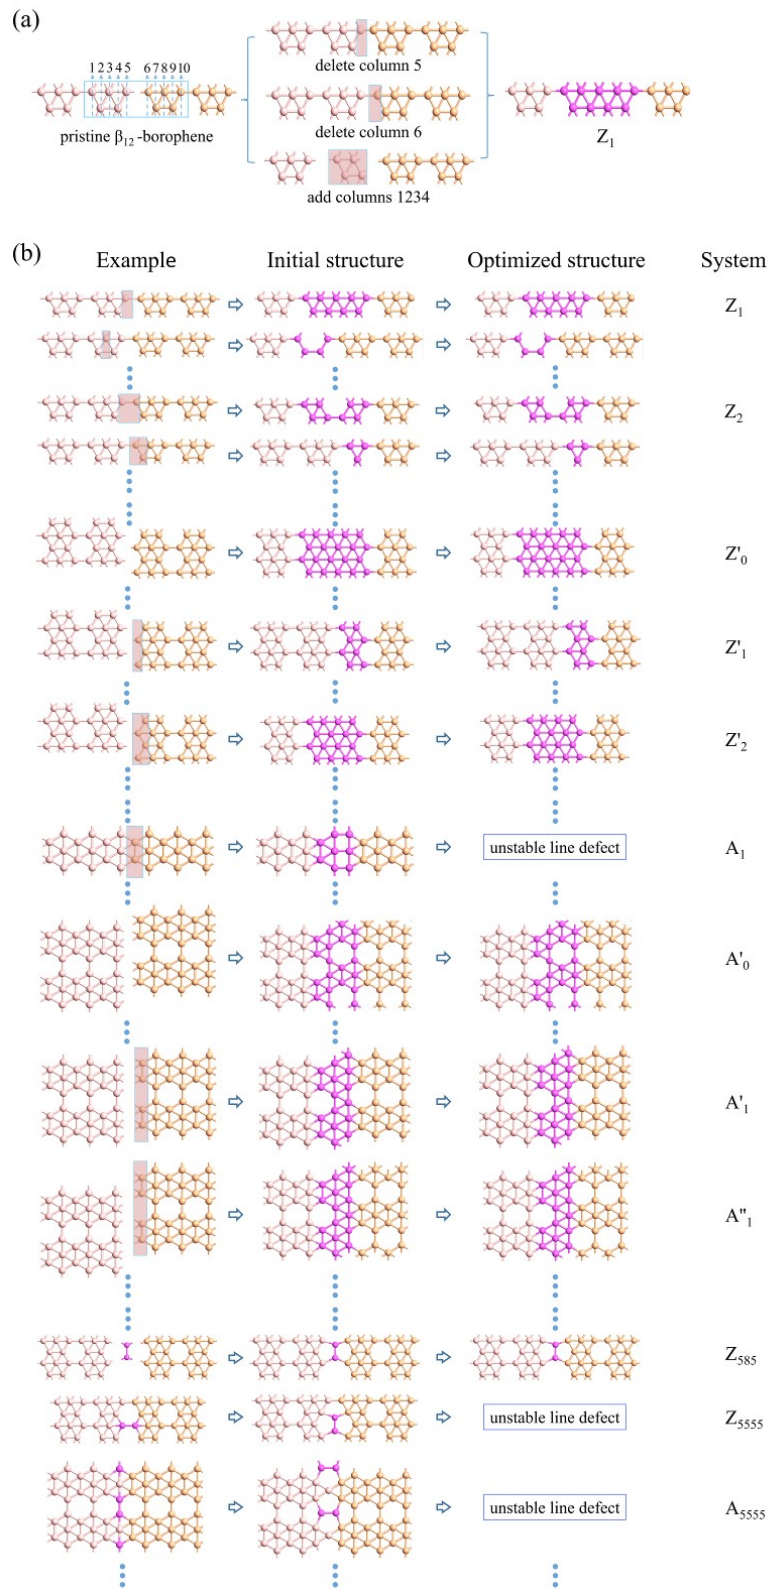 (a)
1 2 3 4 5 6 7 8 9 10
pristine β₁₂ -borophene
delete column 5
delete column 6
add columns 1234
Z₁
(b)
Example Initial structure Optimized structure System
Z₁
Z₂
Z'₀
Z'₁
Z'₂
unstable line defect A₁
A'₀
A'₁
A"₁
Z₅₈₅
unstable line defect Z₅₅₅₅
unstable line defect A₅₅₅₅